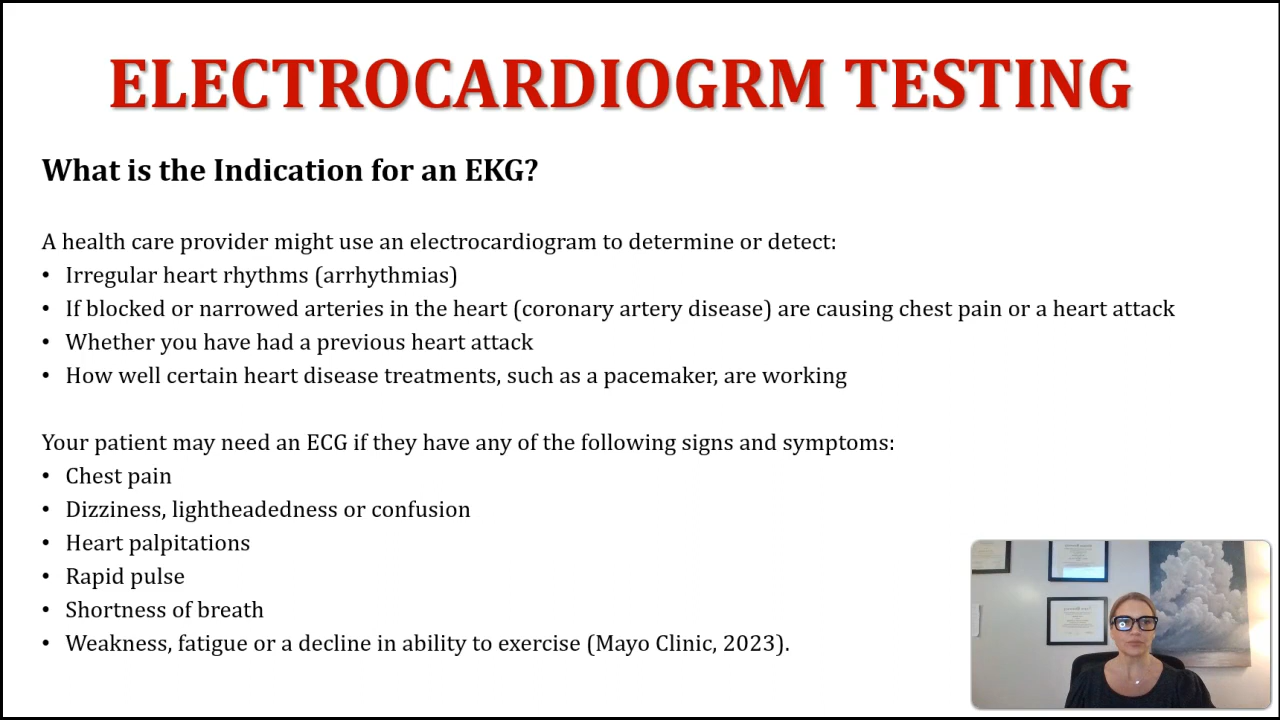 ELECTROCARDIOGRM TESTING
What is the Indication for an EKG?
A health care provider might use an electrocardiogram to determine or detect:
• Irregular heart rhythms (arrhythmias)
• If blocked or narrowed arteries in the heart (coronary artery disease) are causing chest pain or a heart attack
• Whether you have had a previous heart attack
• How well certain heart disease treatments, such as a pacemaker, are working
Your patient may need an ECG if they have any of the following signs and symptoms:
• Chest pain
• Dizziness, lightheadedness or confusion
• Heart palpitations
• Rapid pulse
• Shortness of breath
• Weakness, fatigue or a decline in ability to exercise (Mayo Clinic, 2023).